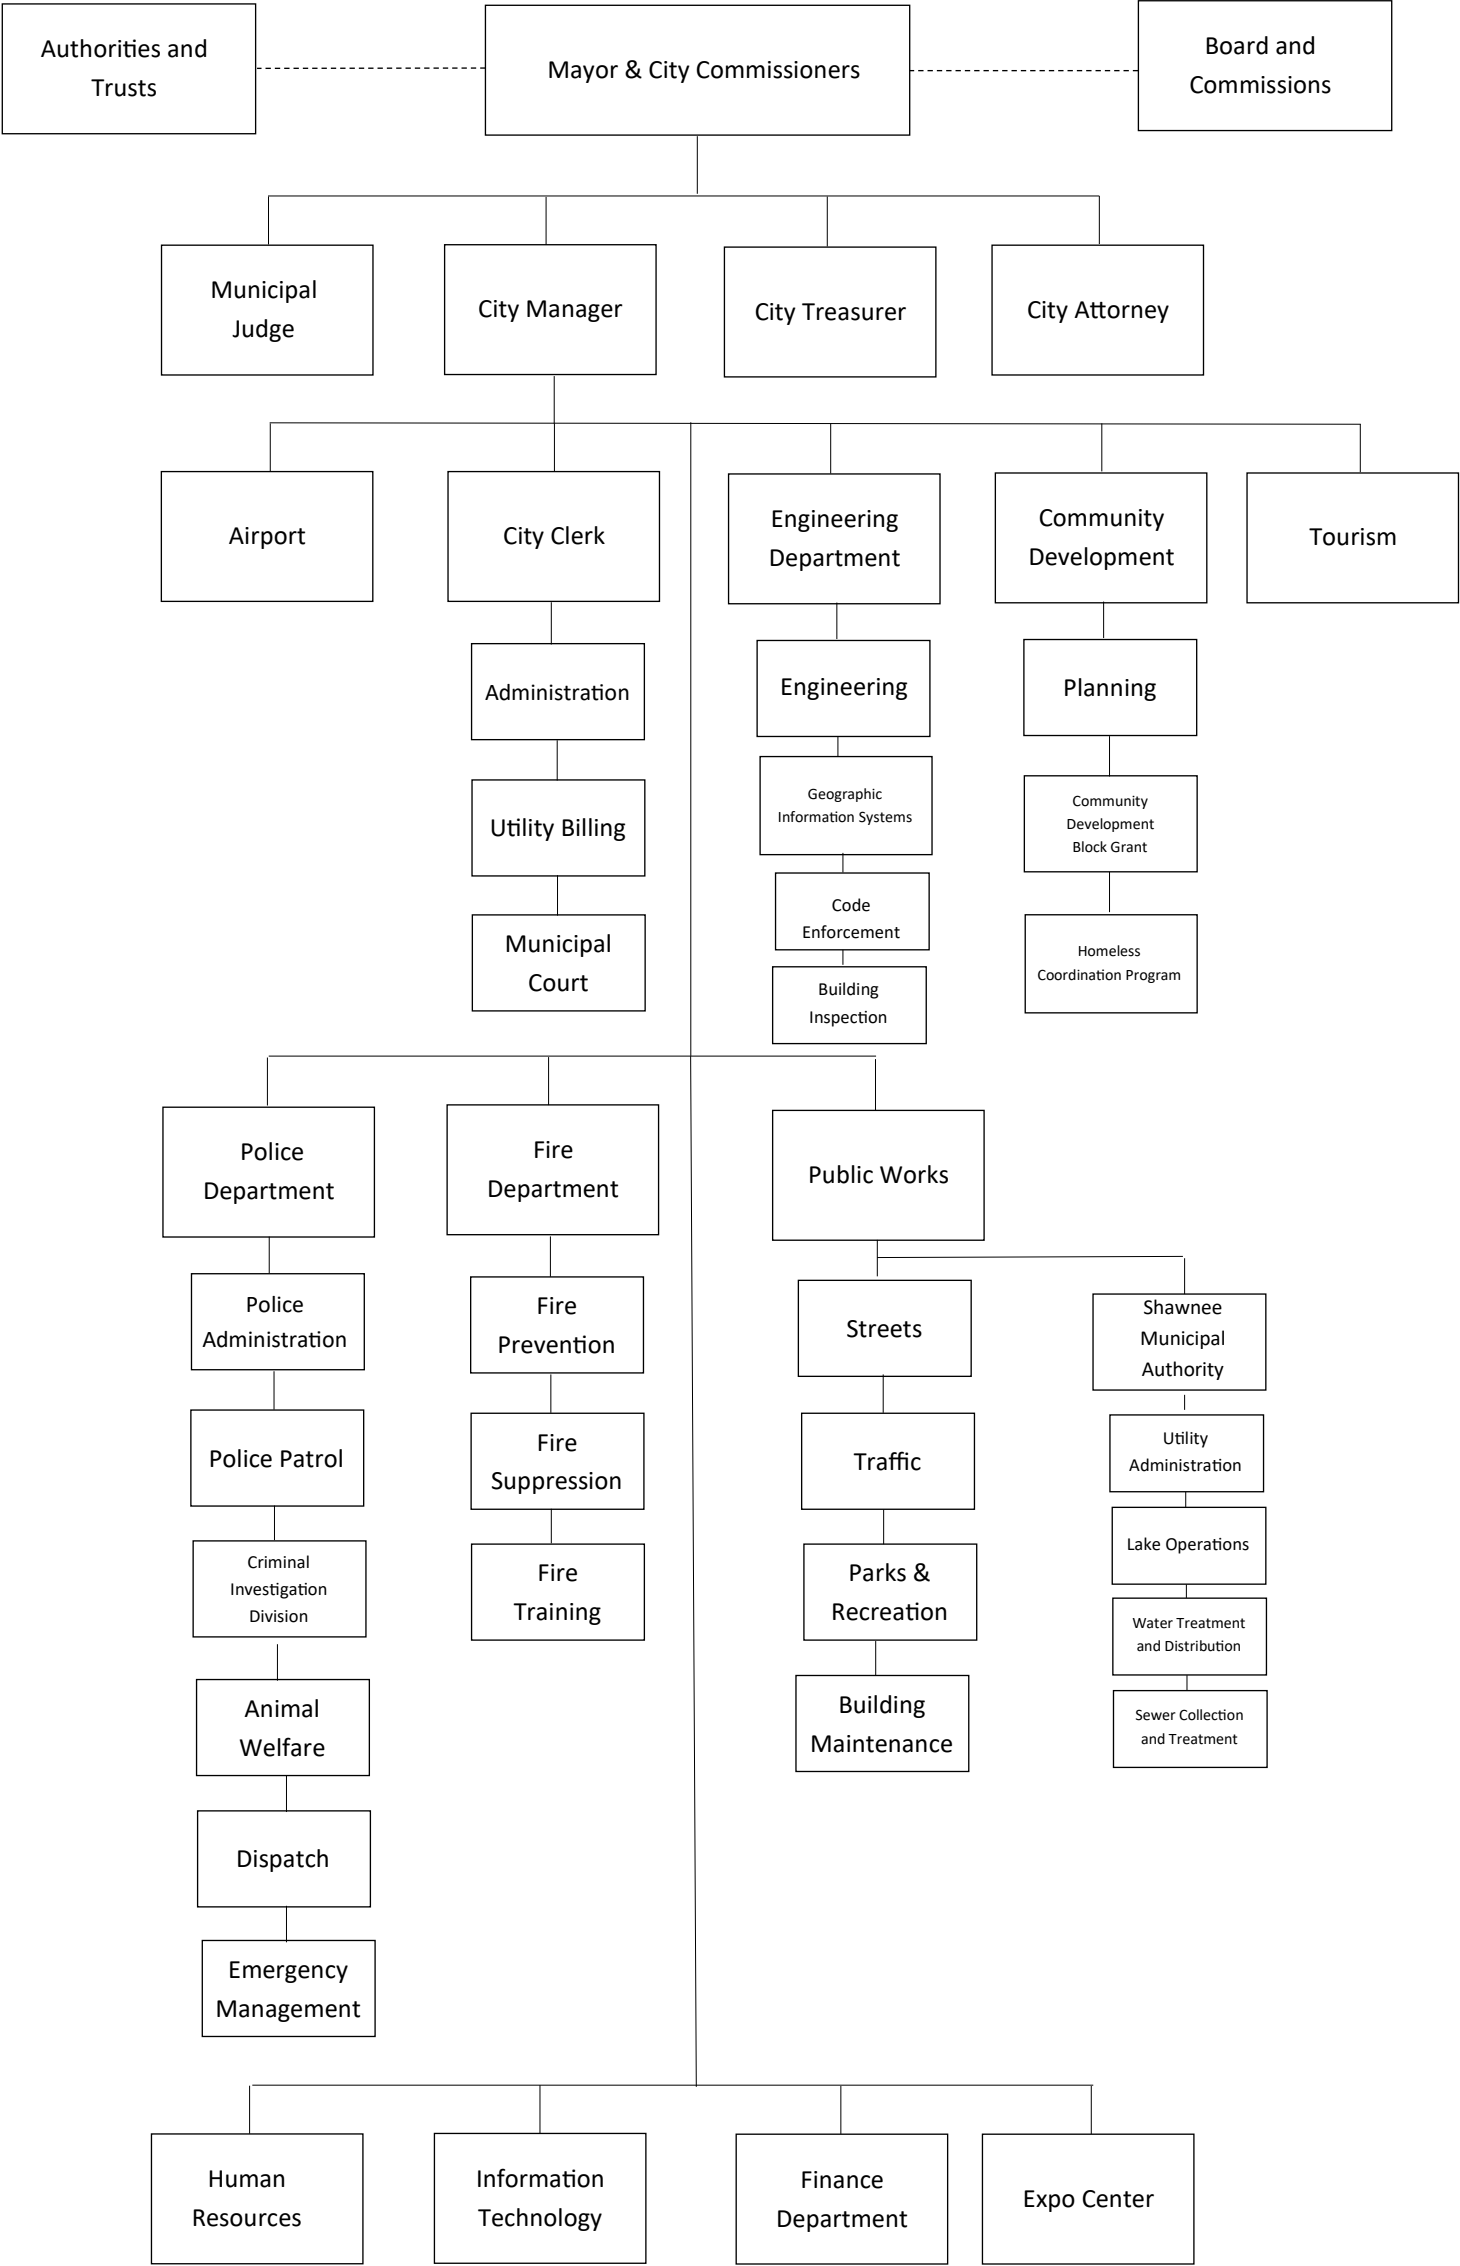 Authorities and
Trusts
Mayor & City Commissioners
Board and
Commissions
Municipal
Judge
City Manager
City Treasurer
City Attorney
Airport
City Clerk
Engineering
Department
Community
Development
Tourism
Administration
Utility Billing
Municipal
Court
Engineering
Geographic
Information Systems
Code
Enforcement
Building
Inspection
Planning
Community
Development
Block Grant
Homeless
Coordination Program
Police
Department
Fire
Department
Public Works
Police
Administration
Police Patrol
Criminal
Investigation
Division
Animal
Welfare
Dispatch
Emergency
Management
Fire
Prevention
Fire
Suppression
Fire
Training
Streets
Traffic
Parks &
Recreation
Building
Maintenance
Shawnee
Municipal
Authority
Utility
Administration
Lake Operations
Water Treatment
and Distribution
Sewer Collection
and Treatment
Human
Resources
Information
Technology
Finance
Department
Expo Center